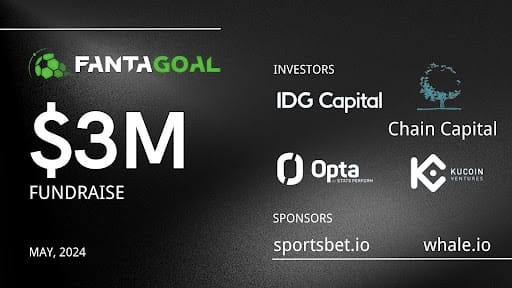 FANTAGOAL
$3M
FUNDRAISE
MAY, 2024
INVESTORS
IDG Capital
Chain Capital
Opta
BY STATS PERFORM
KUCOIN
VENTURES
SPONSORS
sportsbet.io
whale.io